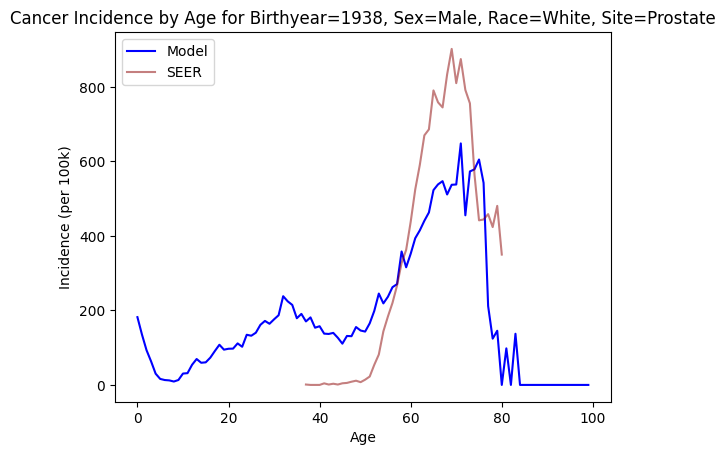 Cancer Incidence by Age for Birthyear=1938, Sex=Male, Race=White, Site=Prostate
Model
SEER
Incidence (per 100k)
800
600
400
200
0
0 20 40 60 80 100
Age